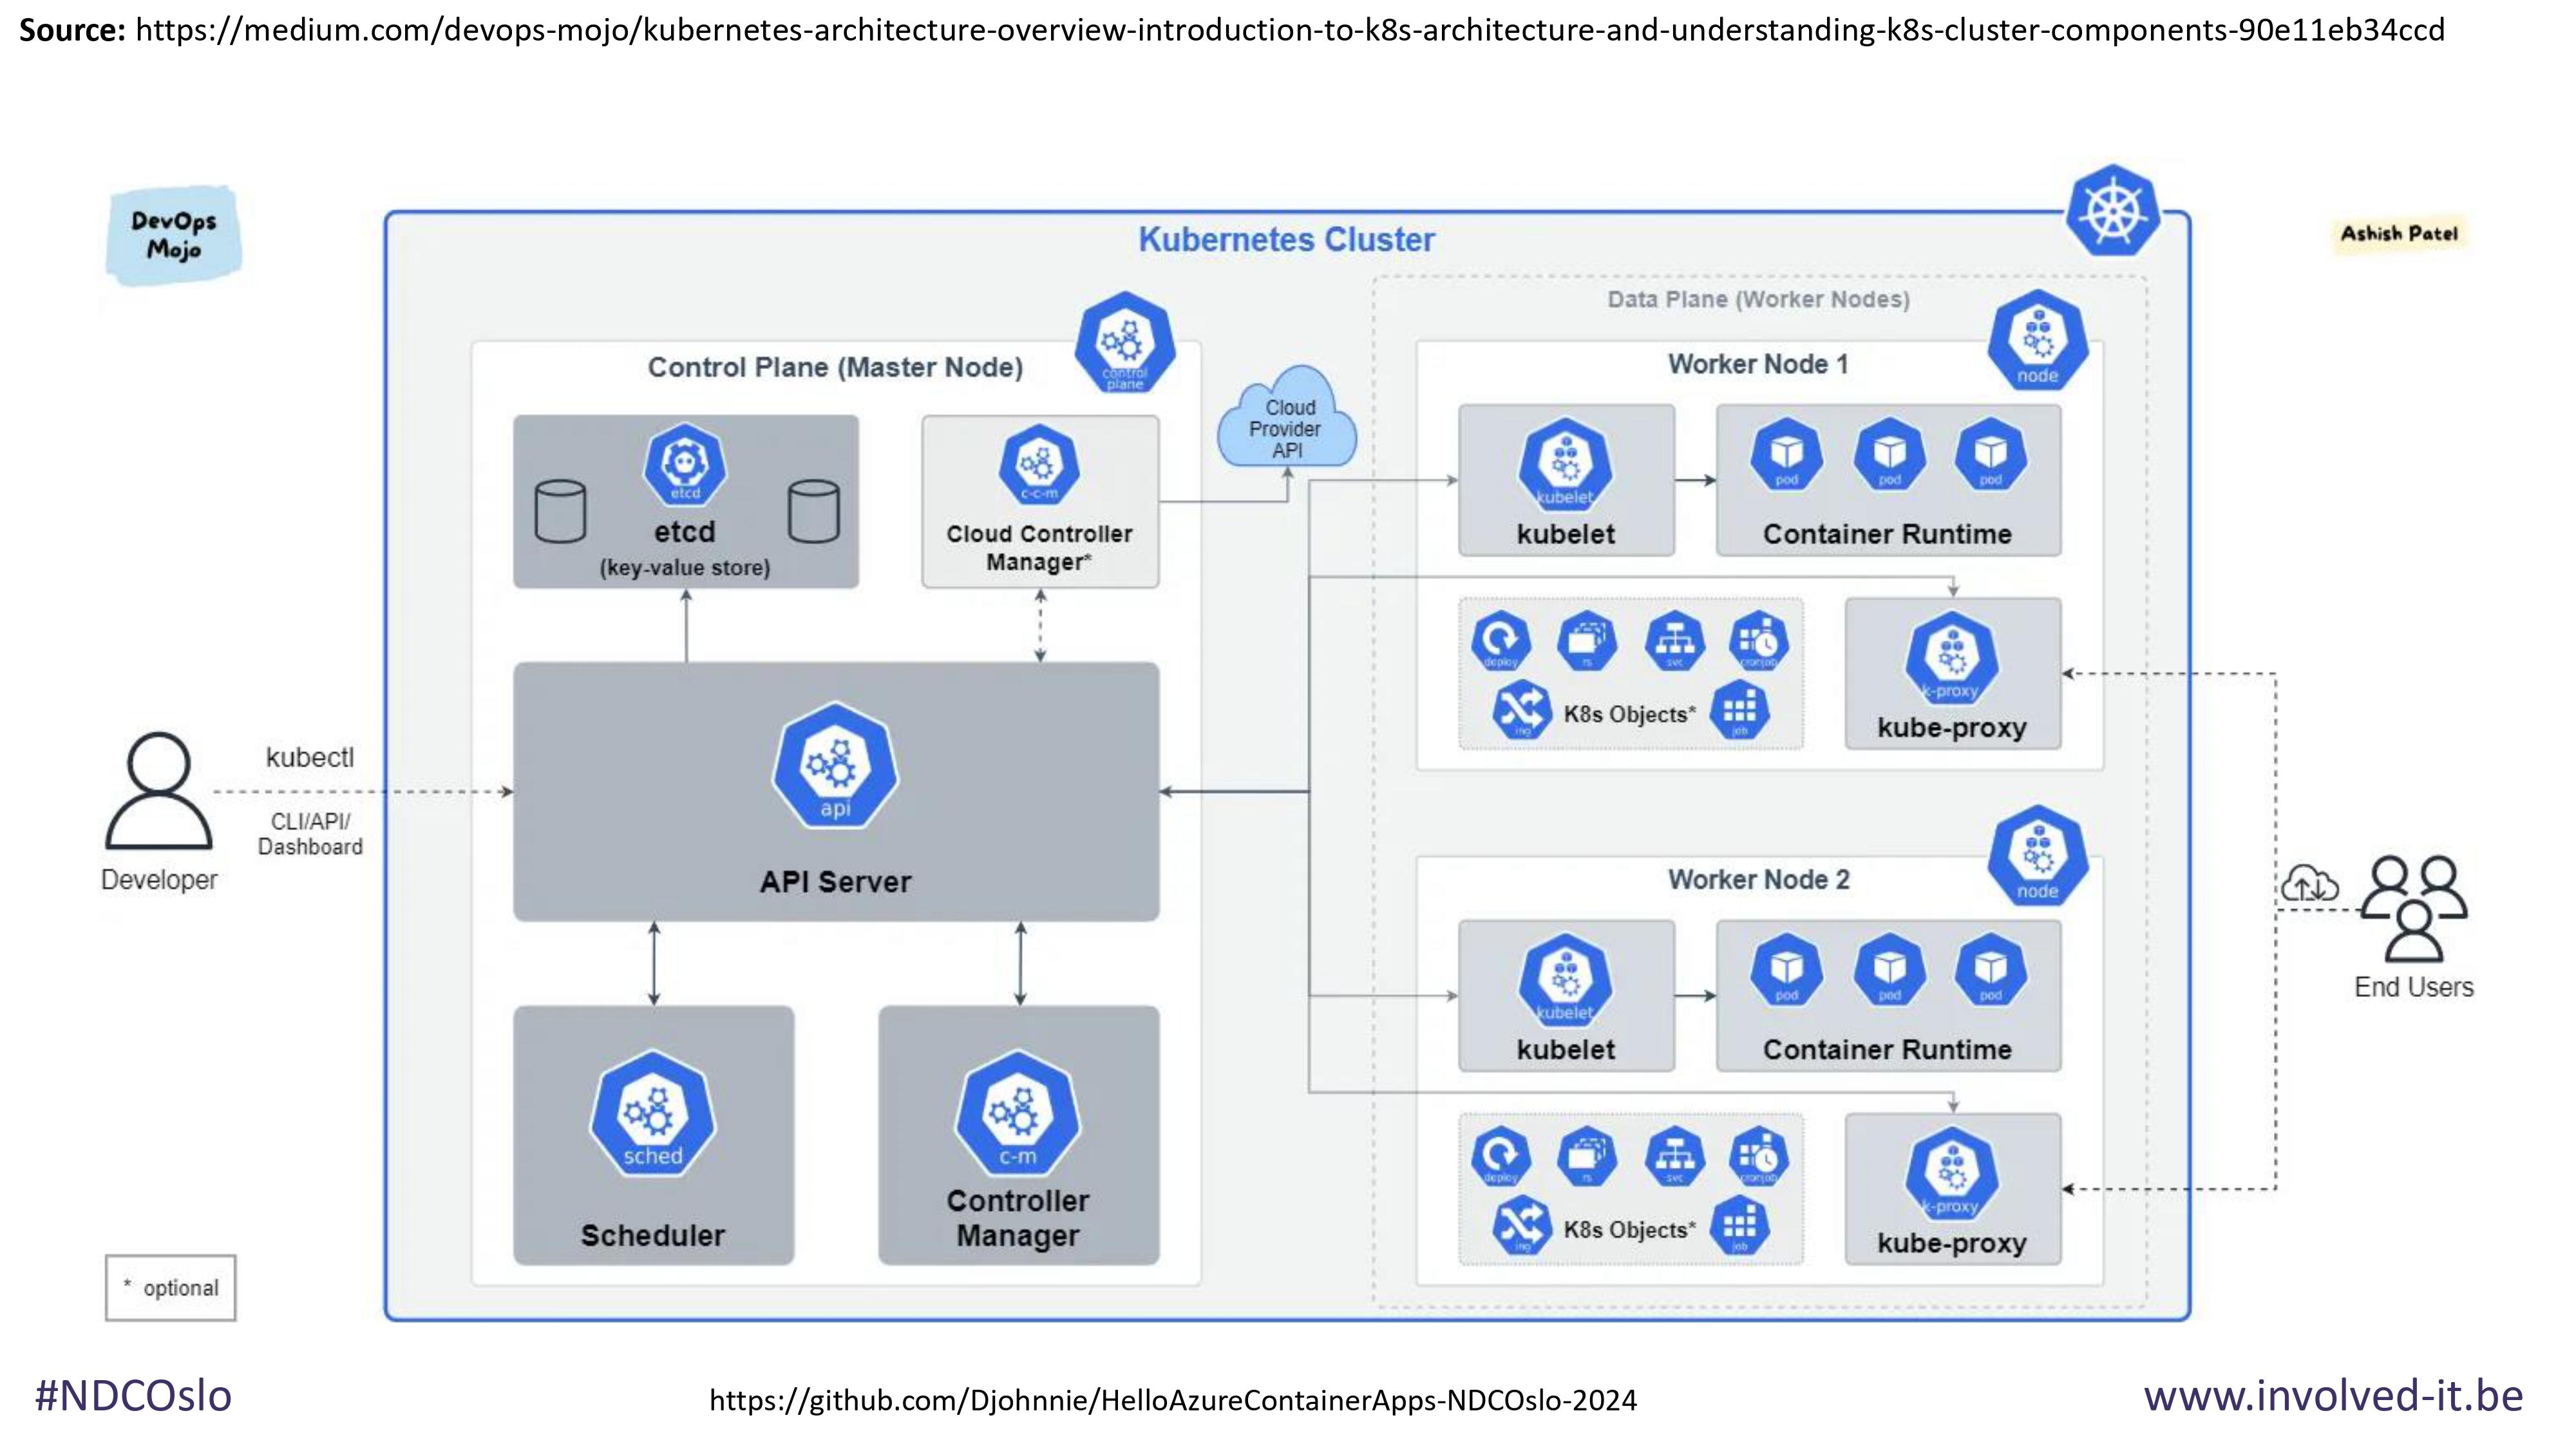 Source: https://medium.com/devops-mojo/kubernetes-architecture-overview-introduction-to-k8s-architecture-and-understanding-k8s-cluster-components-90e11eb34ccd
DevOps
Mojo
Kubernetes Cluster
Ashish Patel
Control Plane (Master Node)
control
plane
etcd
etcd
(key-value store)
c-c-m
Cloud Controller
Manager*
Cloud
Provider
API
api
API Server
kubectl
CLI/API/
Dashboard
Developer
sched
Scheduler
c-m
Controller
Manager
Data Plane (Worker Nodes)
Worker Node 1
node
kubelet
kubelet
pod
pod
pod
Container Runtime
deploy
rs
svc
cronjob
ing
K8s Objects*
job
k-proxy
kube-proxy
Worker Node 2
node
kubelet
kubelet
pod
pod
pod
Container Runtime
deploy
rs
svc
cronjob
ing
K8s Objects*
job
k-proxy
kube-proxy
End Users
* optional
#NDCOslo
https://github.com/Djohnnie/HelloAzureContainerApps-NDCOslo-2024
www.involved-it.be